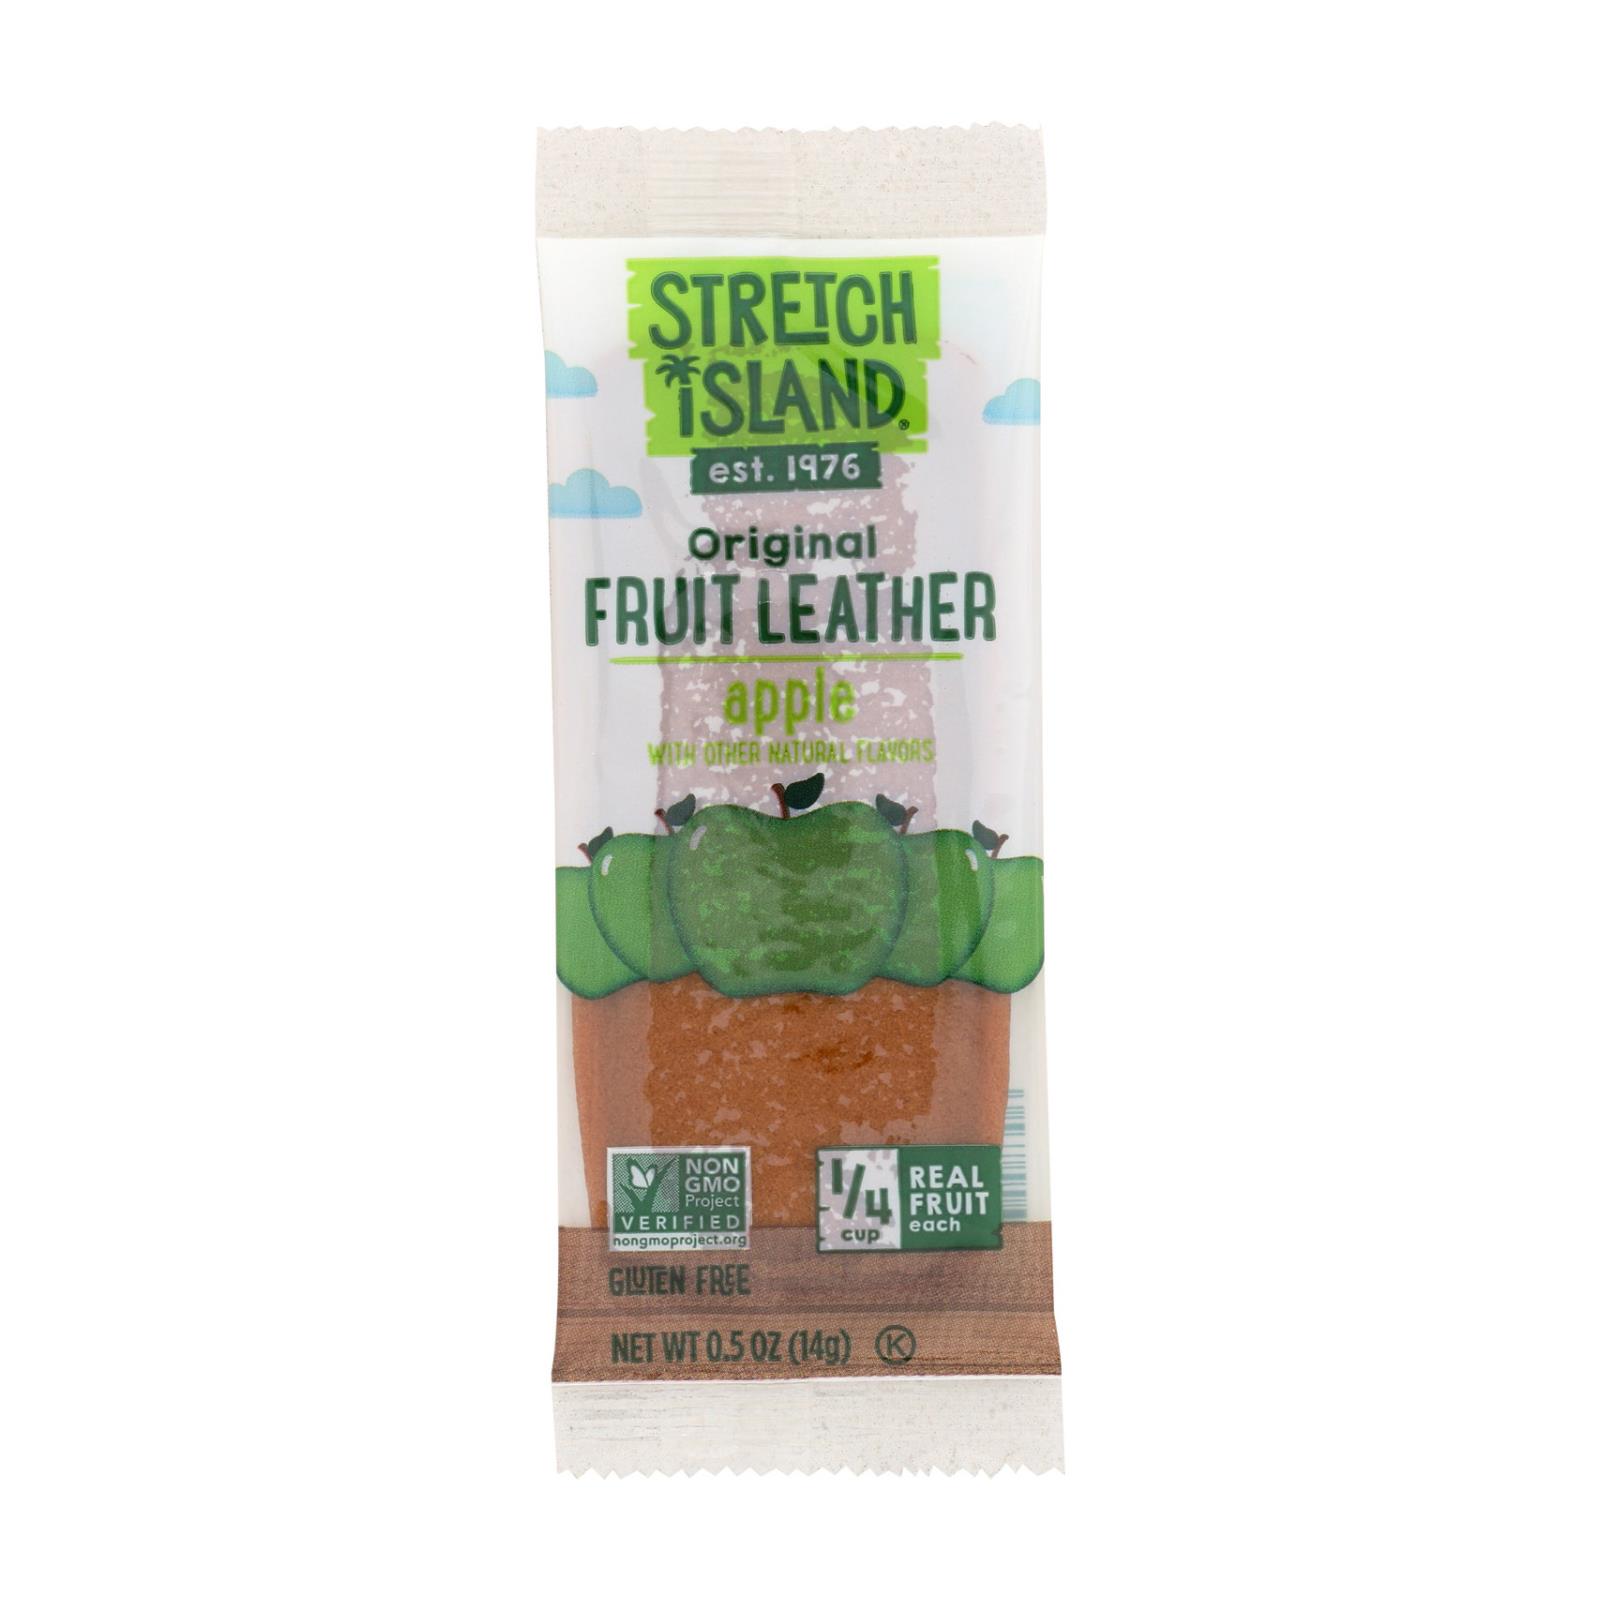 STRETCH
ISLAND®
est. 1976
Original
FRUIT LEATHER
apple
WITH OTHER NATURAL FLAVORS
NON
GMO
Project
VERIFIED
nongmoproject.org
1/4
cup
REAL
FRUIT
each
GLUTEN FREE
NET WT 0.5 OZ (14g) K